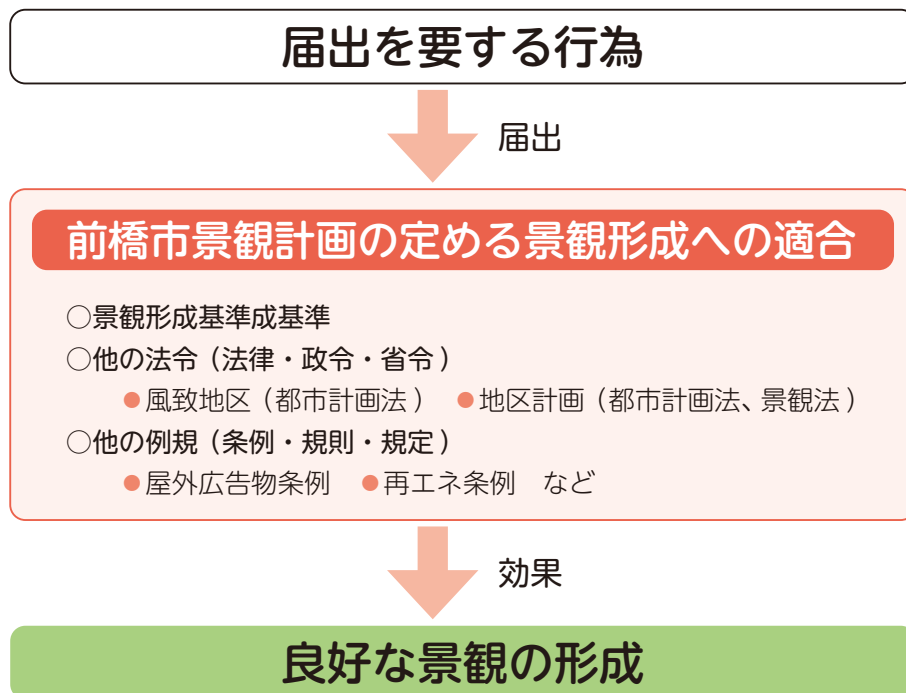 届出を要する行為
届出
前橋市景観計画の定める景観形成への適合
○景観形成基準成基準
○他の法令（法律・政令・省令）
●風致地区（都市計画法） ●地区計画（都市計画法、景観法）
○他の例規（条例・規則・規定）
●屋外広告物条例 ●再エネ条例 など
効果
良好な景観の形成